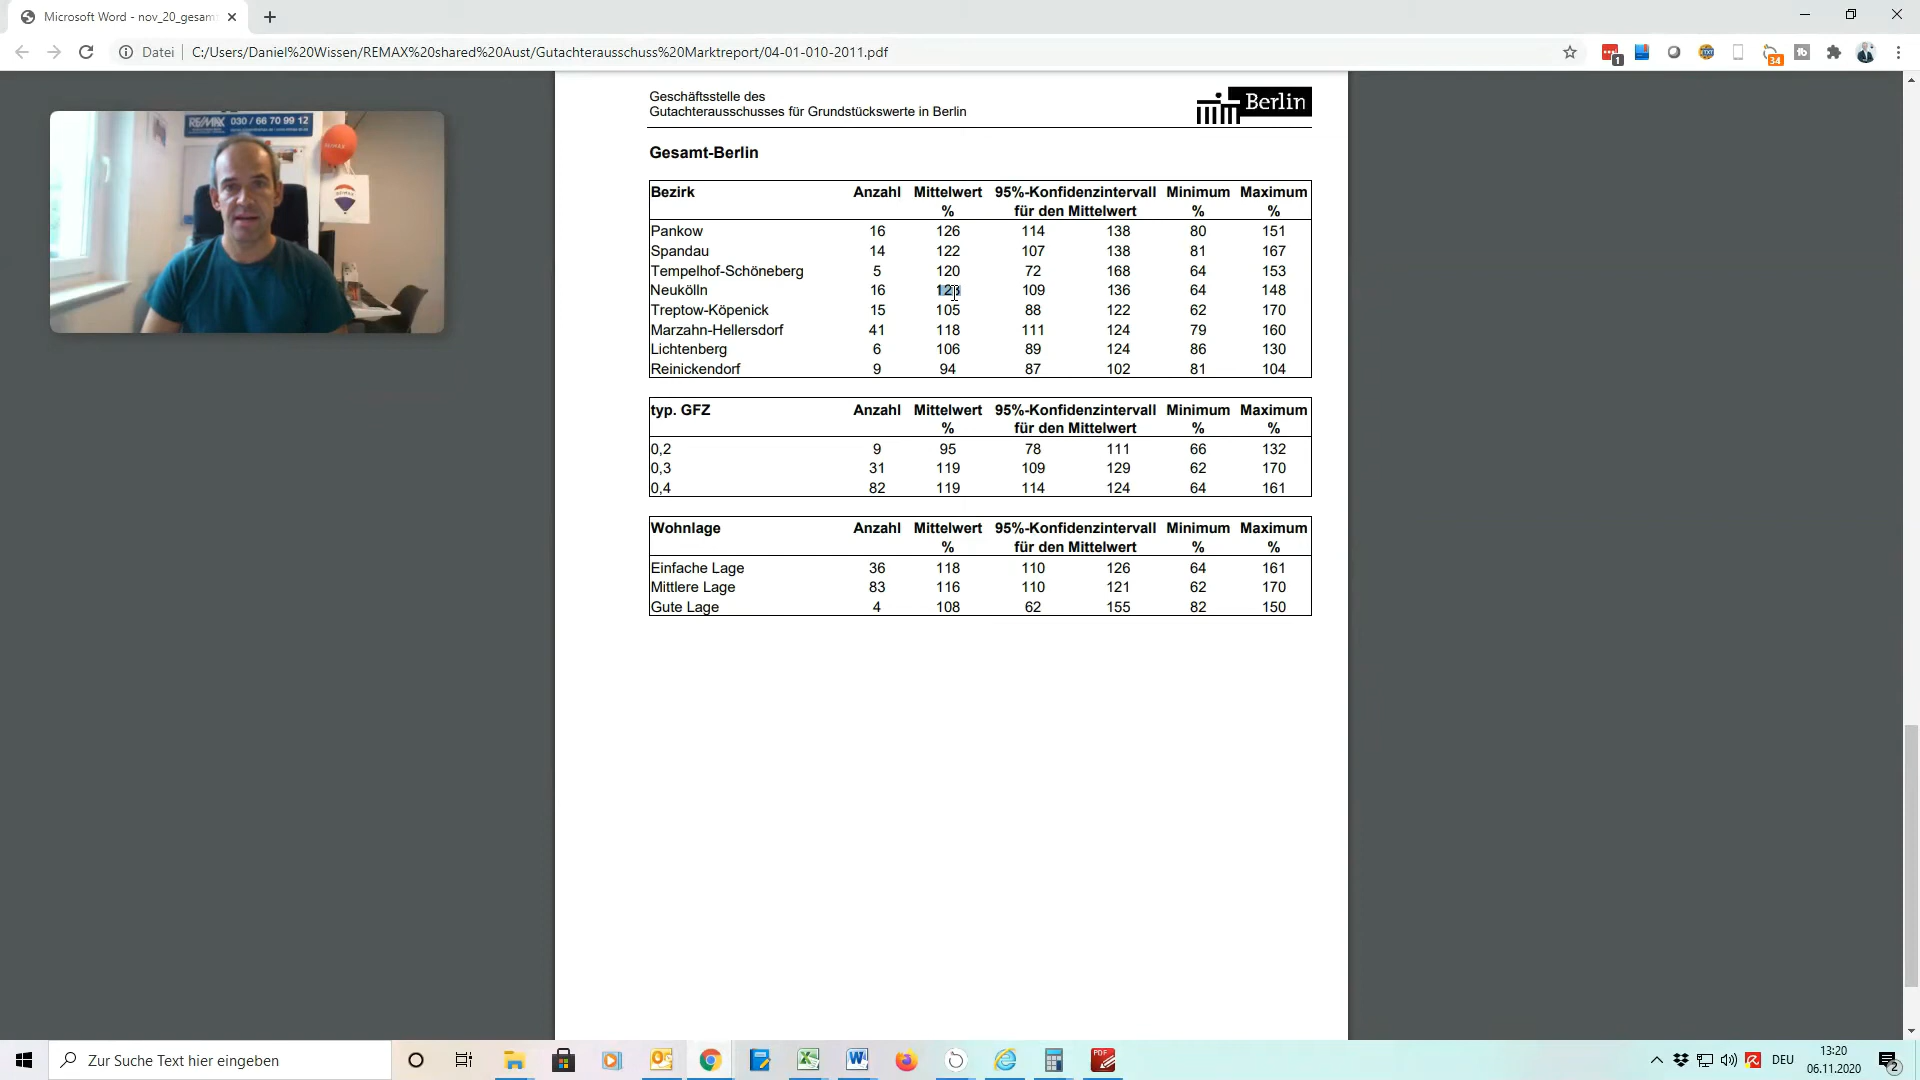 Microsoft Word - nov_20_gesam
Datei
C:/Users/Daniel%20Wissen/REMAX%20shared%20Aust/Gutachterausschuss%20Marktreport/04-01-010-2011.pdf
1
34
RE/MAX 030 / 66 70 99 12
Geschäftsstelle des
Gutachterausschusses für Grundstückswerte in Berlin
Berlin
Gesamt-Berlin
Bezirk Anzahl Mittelwert 95%-Konfidenzintervall Minimum Maximum
% für den Mittelwert % %
Pankow 16 126 114 138 80 151
Spandau 14 122 107 138 81 167
Tempelhof-Schöneberg 5 120 72 168 64 153
Neukölln 16 123 109 136 64 148
Treptow-Köpenick 15 105 88 122 62 170
Marzahn-Hellersdorf 41 118 111 124 79 160
Lichtenberg 6 106 89 124 86 130
Reinickendorf 9 94 87 102 81 104
typ. GFZ Anzahl Mittelwert 95%-Konfidenzintervall Minimum Maximum
% für den Mittelwert % %
0,2 9 95 78 111 66 132
0,3 31 119 109 129 62 170
0,4 82 119 114 124 64 161
Wohnlage Anzahl Mittelwert 95%-Konfidenzintervall Minimum Maximum
% für den Mittelwert % %
Einfache Lage 36 118 110 126 64 161
Mittlere Lage 83 116 110 121 62 170
Gute Lage 4 108 62 155 82 150
Zur Suche Text hier eingeben
DEU
13:20
06.11.2020
2